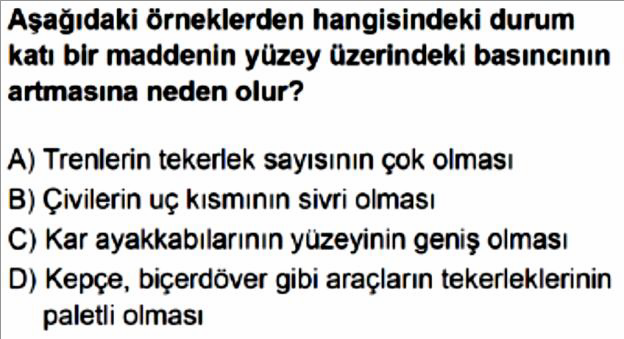 Aşağıdaki örneklerden hangisindeki durum
katı bir maddenin yüzey üzerindeki basıncının
artmasına neden olur?
A) Trenlerin tekerlek sayısının çok olması
B) Çivilerin uç kısmının sivri olması
C) Kar ayakkabılarının yüzeyinin geniş olması
D) Kepçe, biçerdöver gibi araçların tekerleklerinin
paletli olması